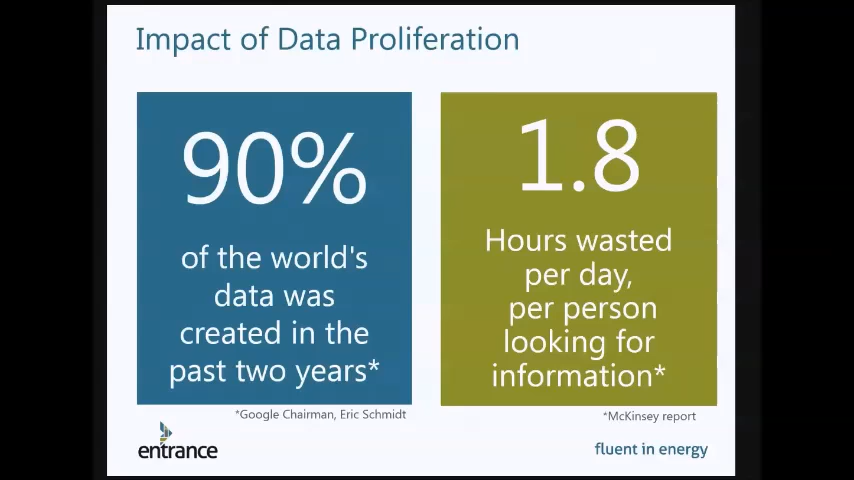 Impact of Data Proliferation
90%
of the world's
data was
created in the
past two years*
*Google Chairman, Eric Schmidt
1.8
Hours wasted
per day,
per person
looking for
information*
*McKinsey report
entrance
fluent in energy